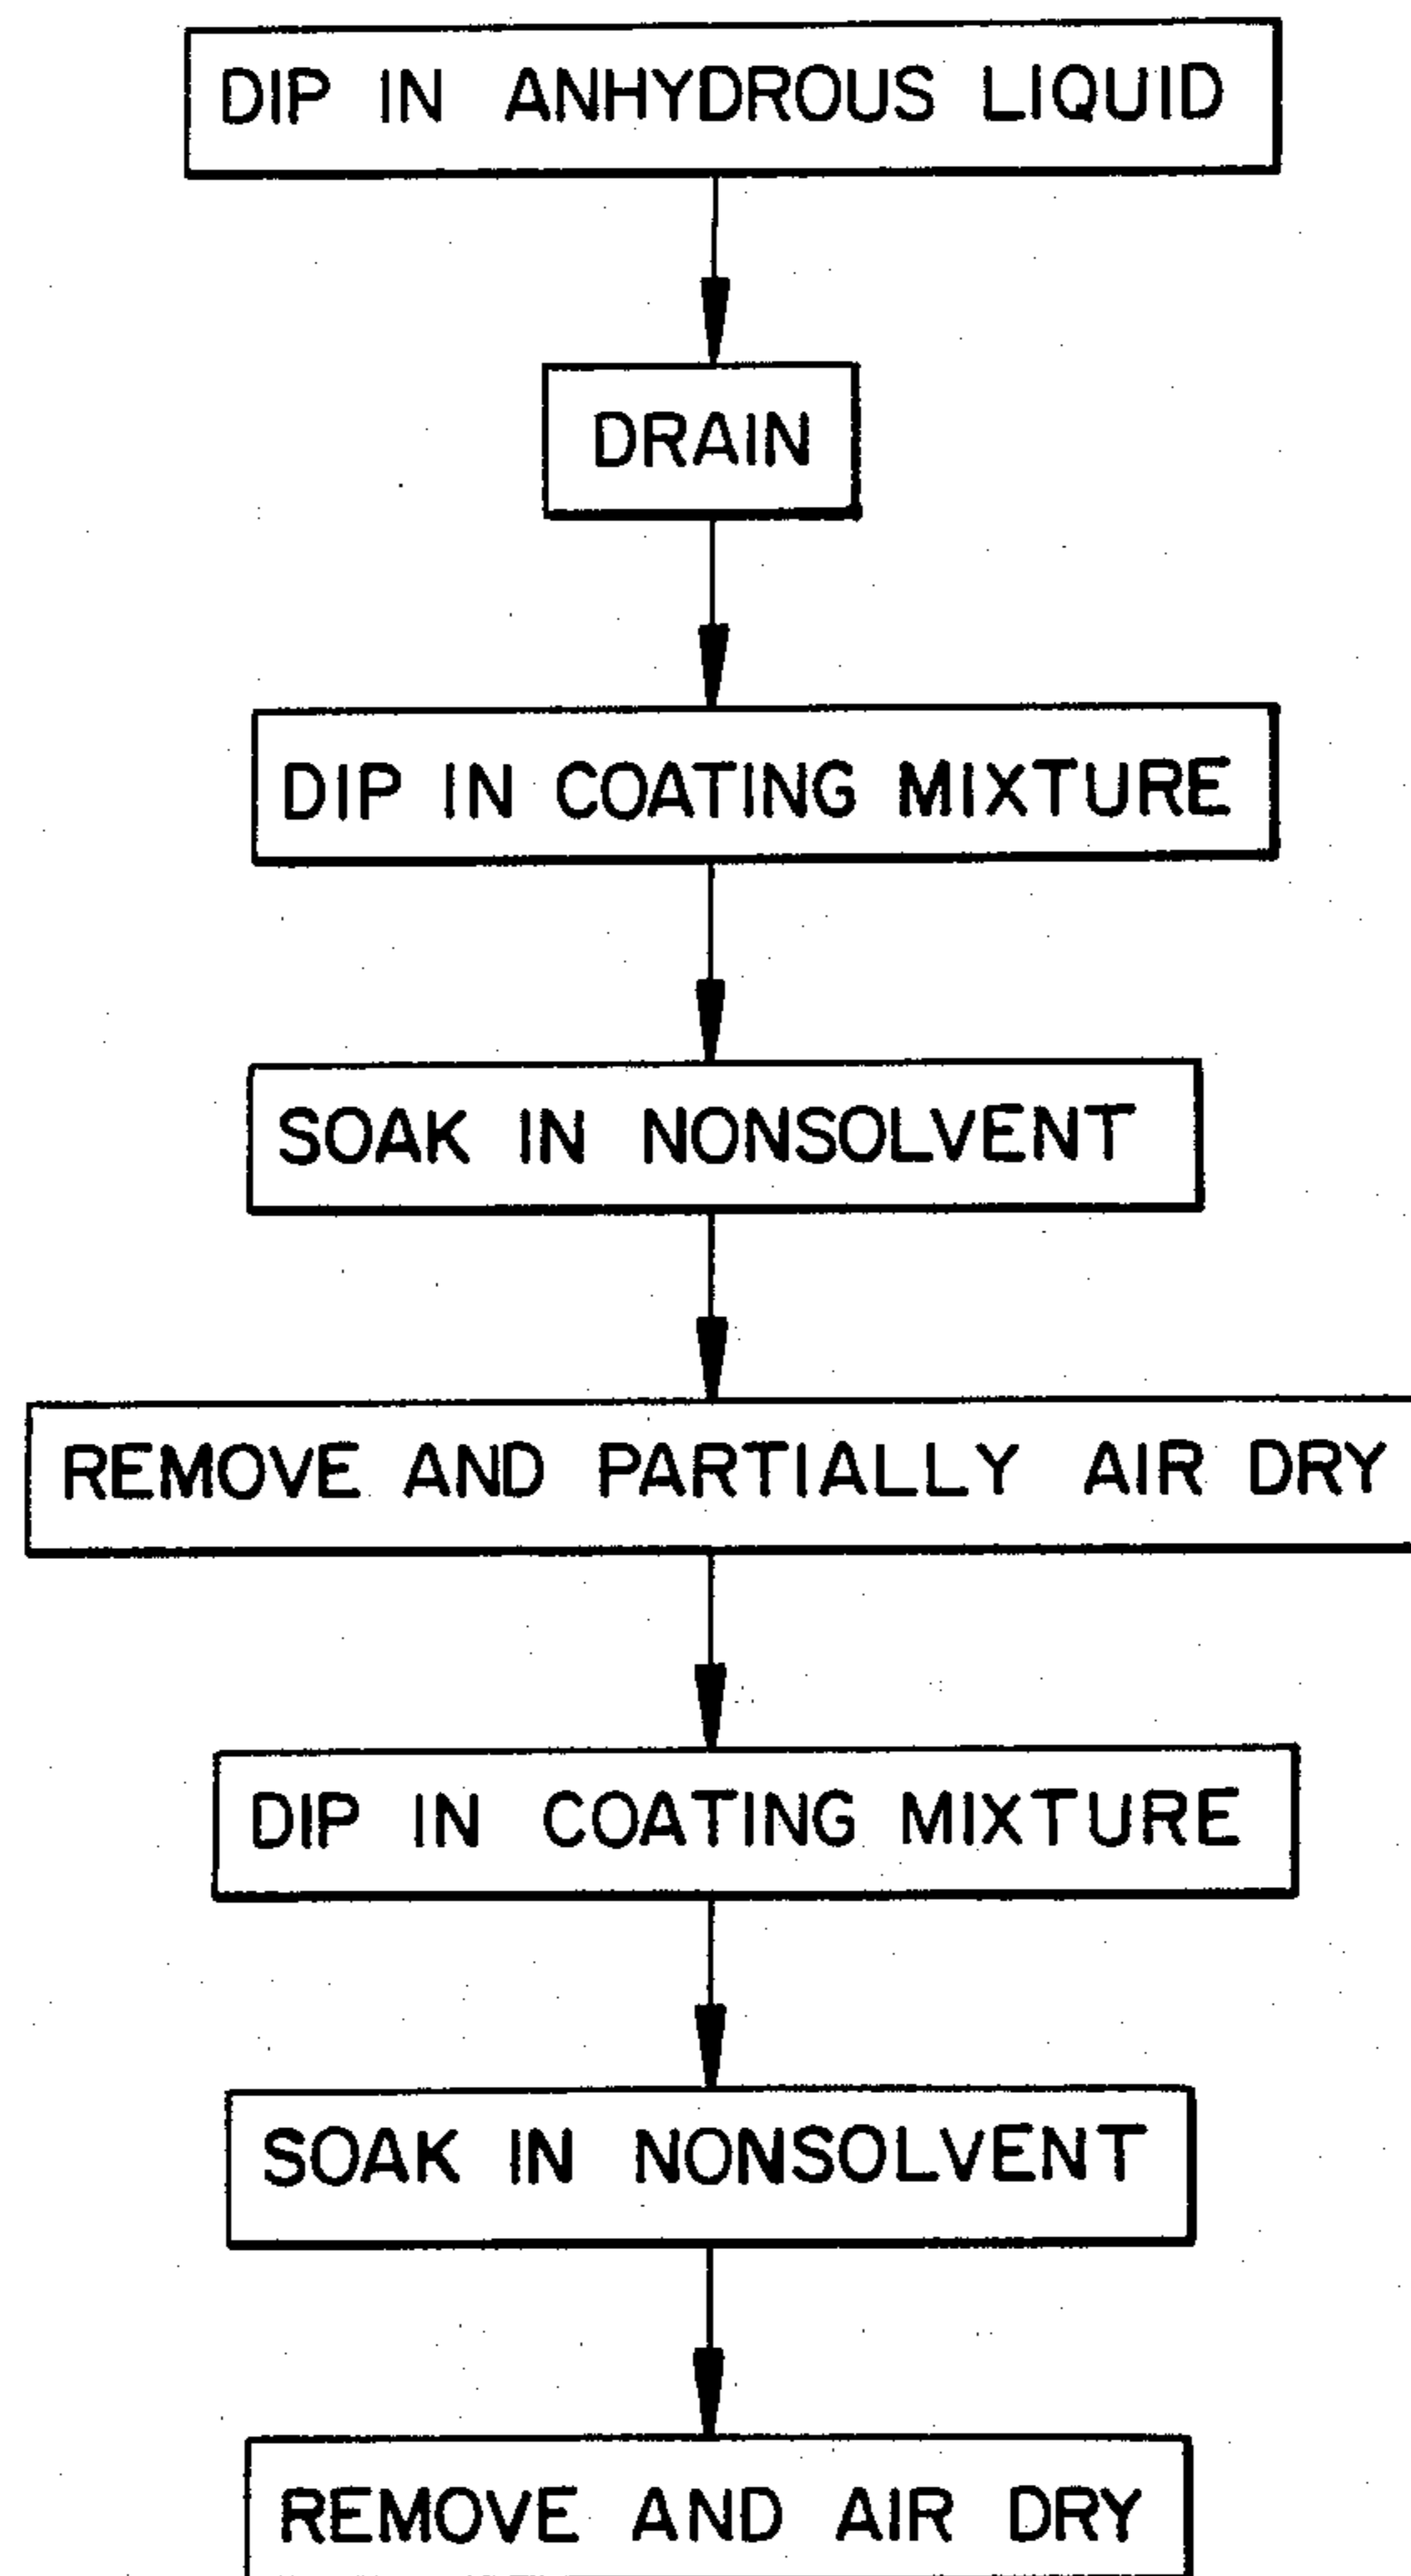 DIP IN ANHYDROUS LIQUID
DRAIN
DIP IN COATING MIXTURE
SOAK IN NONSOLVENT
REMOVE AND PARTIALLY AIR DRY
DIP IN COATING MIXTURE
SOAK IN NONSOLVENT
REMOVE AND AIR DRY